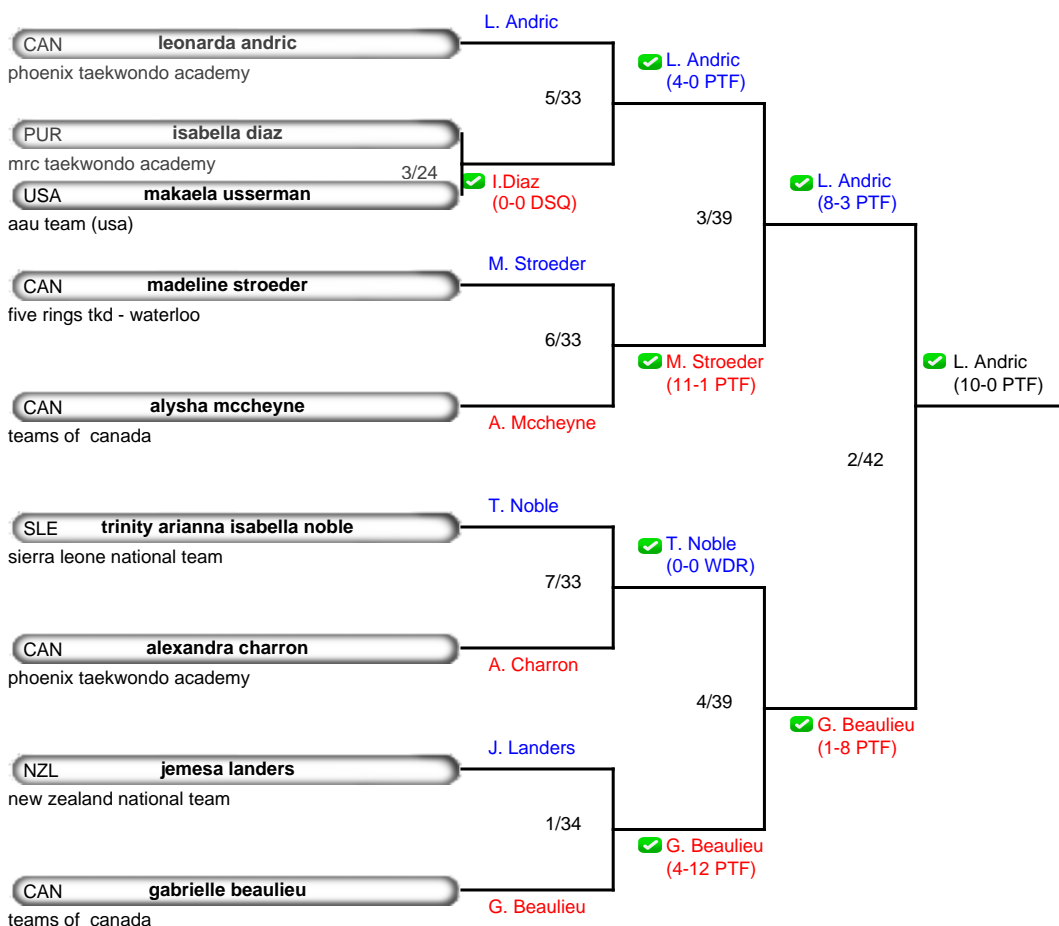 L. Andric
CAN leonarda andric
phoenix taekwondo academy
L. Andric
(4-0 PTF)
5/33
PUR isabella diaz
mrc taekwondo academy
3/24
I.Diaz
(0-0 DSQ)
USA makaela usserman
aau team (usa)
L. Andric
(8-3 PTF)
3/39
M. Stroeder
CAN madeline stroeder
five rings tkd - waterloo
6/33
M. Stroeder
(11-1 PTF)
L. Andric
(10-0 PTF)
CAN alysha mccheyne
A. Mccheyne
teams of  canada
2/42
T. Noble
SLE trinity arianna isabella noble
sierra leone national team
T. Noble
(0-0 WDR)
7/33
CAN alexandra charron
A. Charron
phoenix taekwondo academy
4/39
G. Beaulieu
(1-8 PTF)
J. Landers
NZL jemesa landers
new zealand national team
1/34
G. Beaulieu
(4-12 PTF)
CAN gabrielle beaulieu
G. Beaulieu
teams of  canada